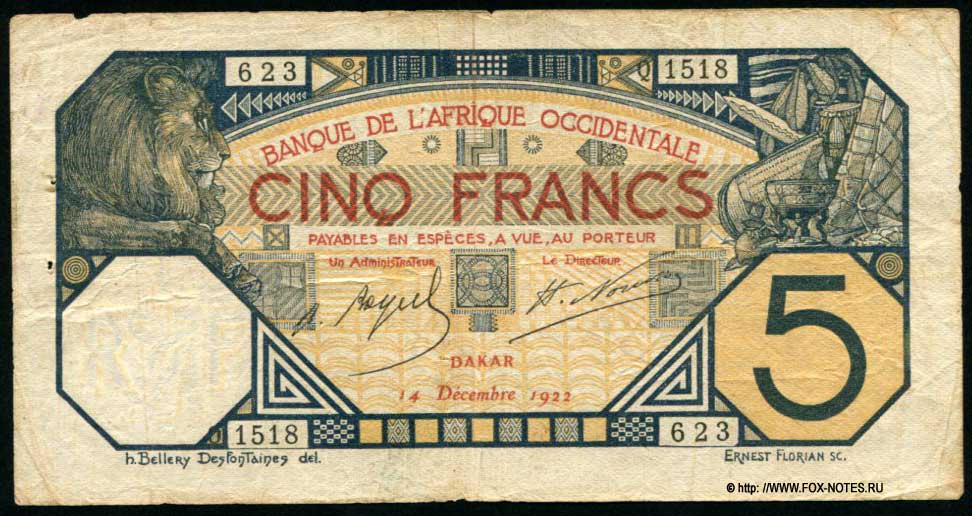 623 Q 1518
BANQUE DE L'AFRIQUE OCCIDENTALE
CINQ FRANCS
PAYABLES EN ESPÈCES, A VUE, AU PORTEUR
Un Administrateur Le Directeur
DAKAR
14 Décembre 1922
5
Q 1518 623
h. Bellery Desfontaines del. ERNEST FLORIAN SC.
© http: //WWW.FOX-NOTES.RU